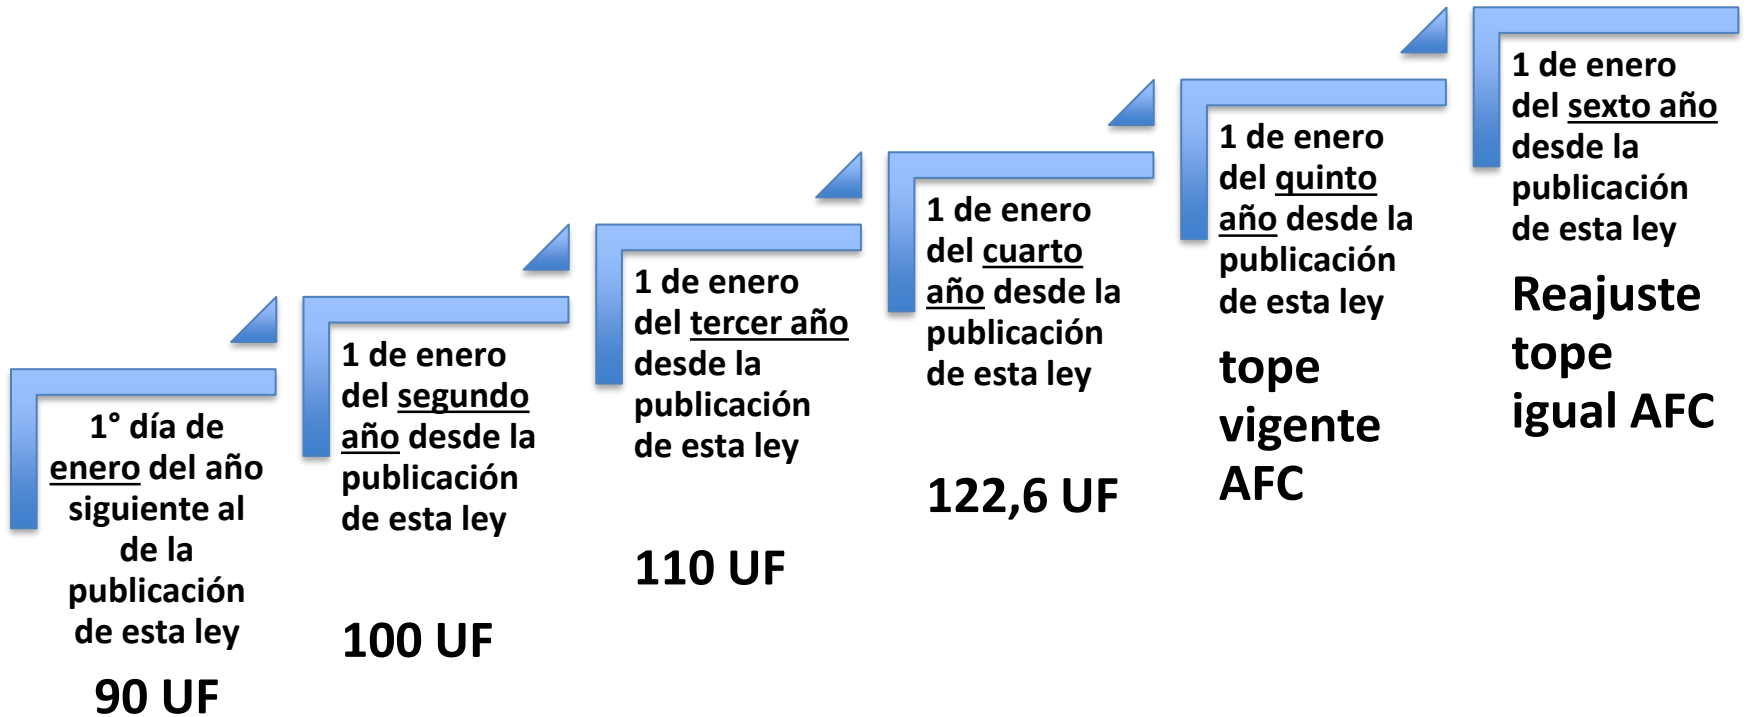 1° día de
enero del año
siguiente al
de la
publicación
de esta ley
90 UF
1 de enero
del segundo
año desde la
publicación
de esta ley
100 UF
1 de enero
del tercer año
desde la
publicación
de esta ley
110 UF
1 de enero
del cuarto
año desde la
publicación
de esta ley
122,6 UF
1 de enero
del quinto
año desde la
publicación
de esta ley
tope
vigente
AFC
1 de enero
del sexto año
desde la
publicación
de esta ley
Reajuste
tope
igual AFC